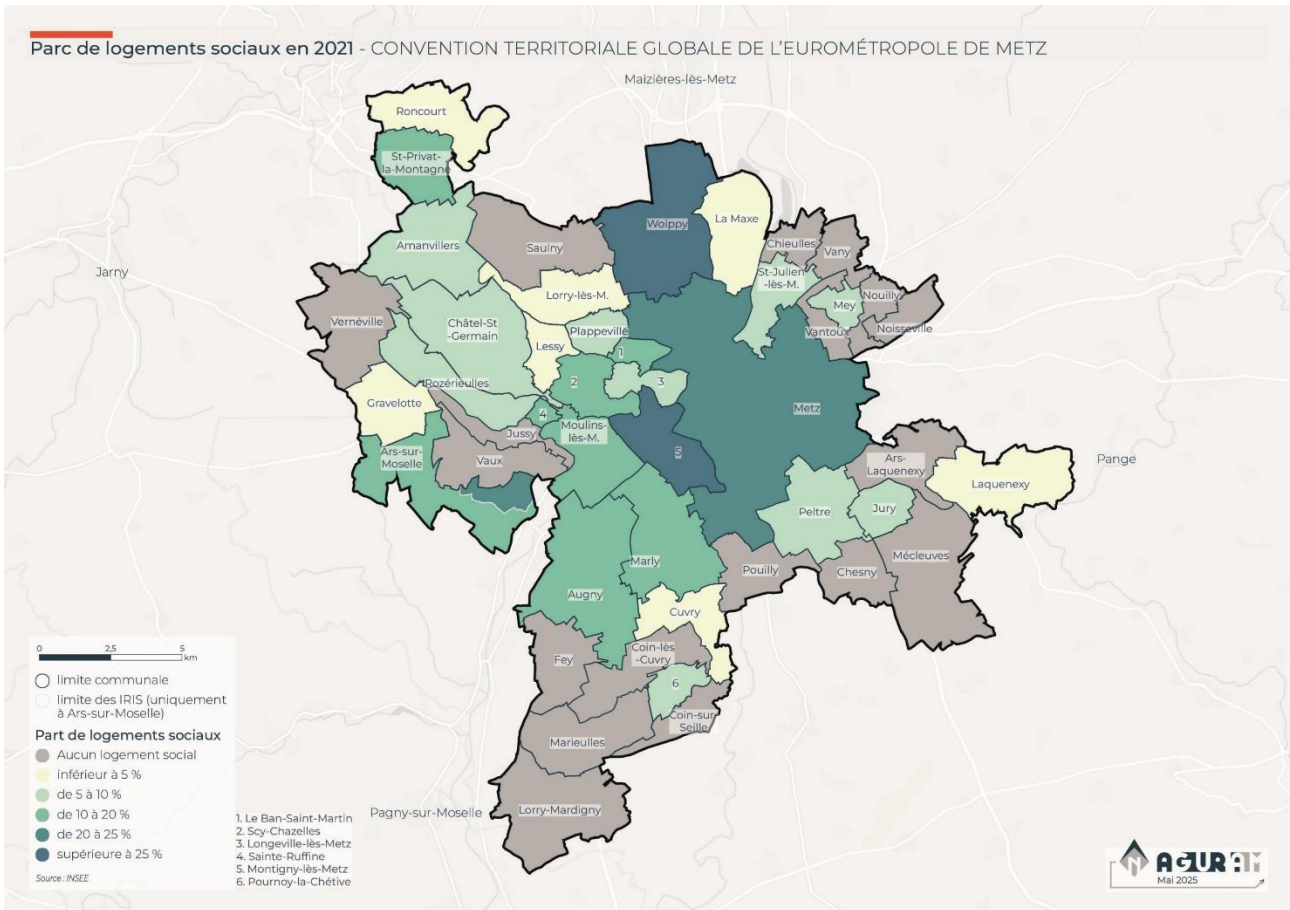 Parc de logements sociaux en 2021 - CONVENTION TERRITORIALE GLOBALE DE L'EUROMÉTROPOLE DE METZ
Maizières-lès-Metz
Roncourt
St-Privat-
la-Montagne
Woippy
La Maxe
Amanvillers
Saulny
Chieulles
Vany
Jarny
St-Julien
-lès-M.
Lorry-lès-M.
Mey
Nouilly
Vernéville
Châtel-St
-Germain
Plappeville
Vantoux
Noisseville
Lessy
1
2
3
Rozérieulles
Gravelotte
Metz
4
Jussy
Moulins-
lès-M.
Ars-sur-
Moselle
Vaux
5
Ars-
Laquenexy
Pange
Laquenexy
Peltre
Jury
Mécleuves
Marly
Pouilly
Chesny
Augny
Cuvry
Coin-lès
-Cuvry
Fey
6
Coin-sur
Seille
Marieulles
Lorry-Mardigny
Pagny-sur-Moselle
0 2,5 5
km
limite communale
limite des IRIS (uniquement
à Ars-sur-Moselle)
Part de logements sociaux
Aucun logement social
inférieur à 5 %
de 5 à 10 %
de 10 à 20 %
de 20 à 25 %
supérieure à 25 %
Source : INSEE
1. Le Ban-Saint-Martin
2. Scy-Chazelles
3. Longeville-lès-Metz
4. Sainte-Ruffine
5. Montigny-lès-Metz
6. Pournoy-la-Chétive
N
AGURAM
Mai 2025